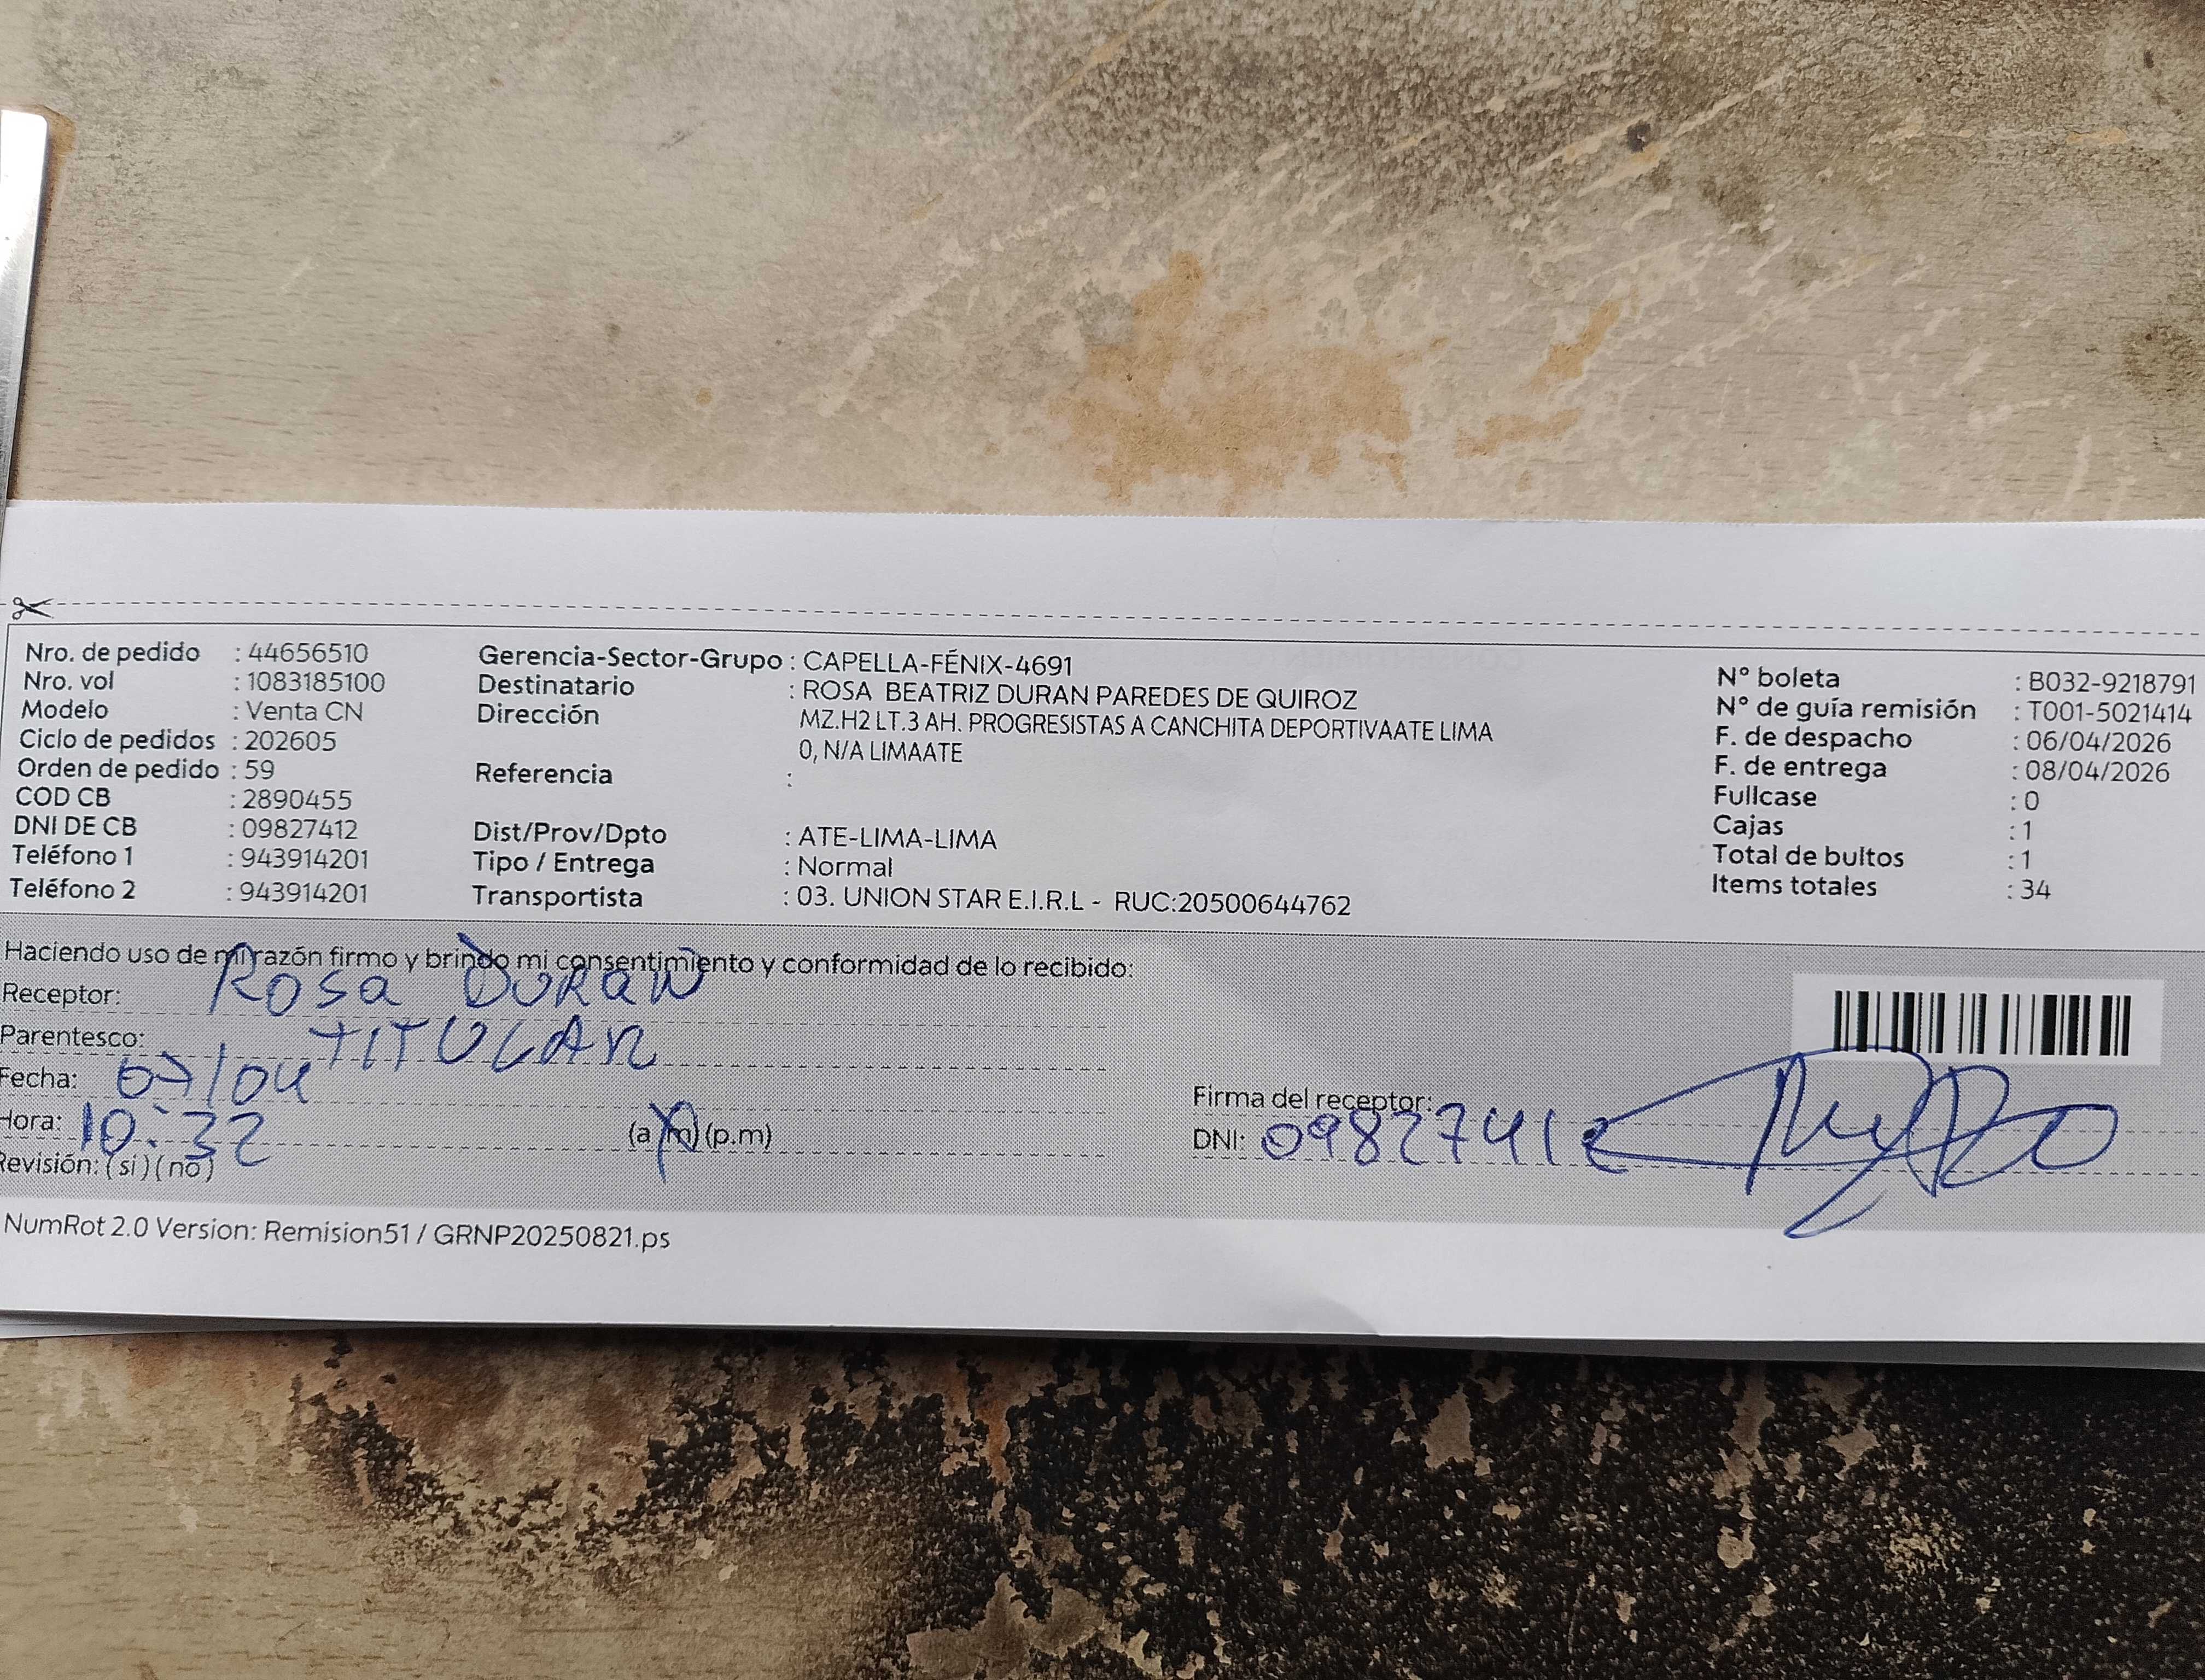 Nro. de pedido : 44656510
Nro. vol : 1083185100
Modelo : Venta CN
Ciclo de pedidos : 202605
Orden de pedido : 59
COD CB : 2890455
DNI DE CB : 09827412
Teléfono 1 : 943914201
Teléfono 2 : 943914201
Gerencia-Sector-Grupo : CAPELLA-FÉNIX-4691
Destinatario : ROSA BEATRIZ DURAN PAREDES DE QUIROZ
Dirección MZ.H2 LT.3 AH. PROGRESISTAS A CANCHITA DEPORTIVAATE LIMA
0, N/A LIMAATE
Referencia :
Dist/Prov/Dpto : ATE-LIMA-LIMA
Tipo / Entrega : Normal
Transportista : 03. UNION STAR E.I.R.L - RUC:20500644762
N° boleta : B032-9218791
N° de guía remisión : T001-5021414
F. de despacho : 06/04/2026
F. de entrega : 08/04/2026
Fullcase : 0
Cajas : 1
Total de bultos : 1
Items totales : 34
Haciendo uso de mi razón firmo y brindo mi consentimiento y conformidad de lo recibido:
Receptor: Rosa DURAN
Parentesco: TITULAR
Fecha: 07/04
Hora: 10:32 (a.m) (p.m)
Revisión: (si) (no)
Firma del receptor:
DNI: 09827412
NumRot 2.0 Version: Remision51 / GRNP20250821.ps